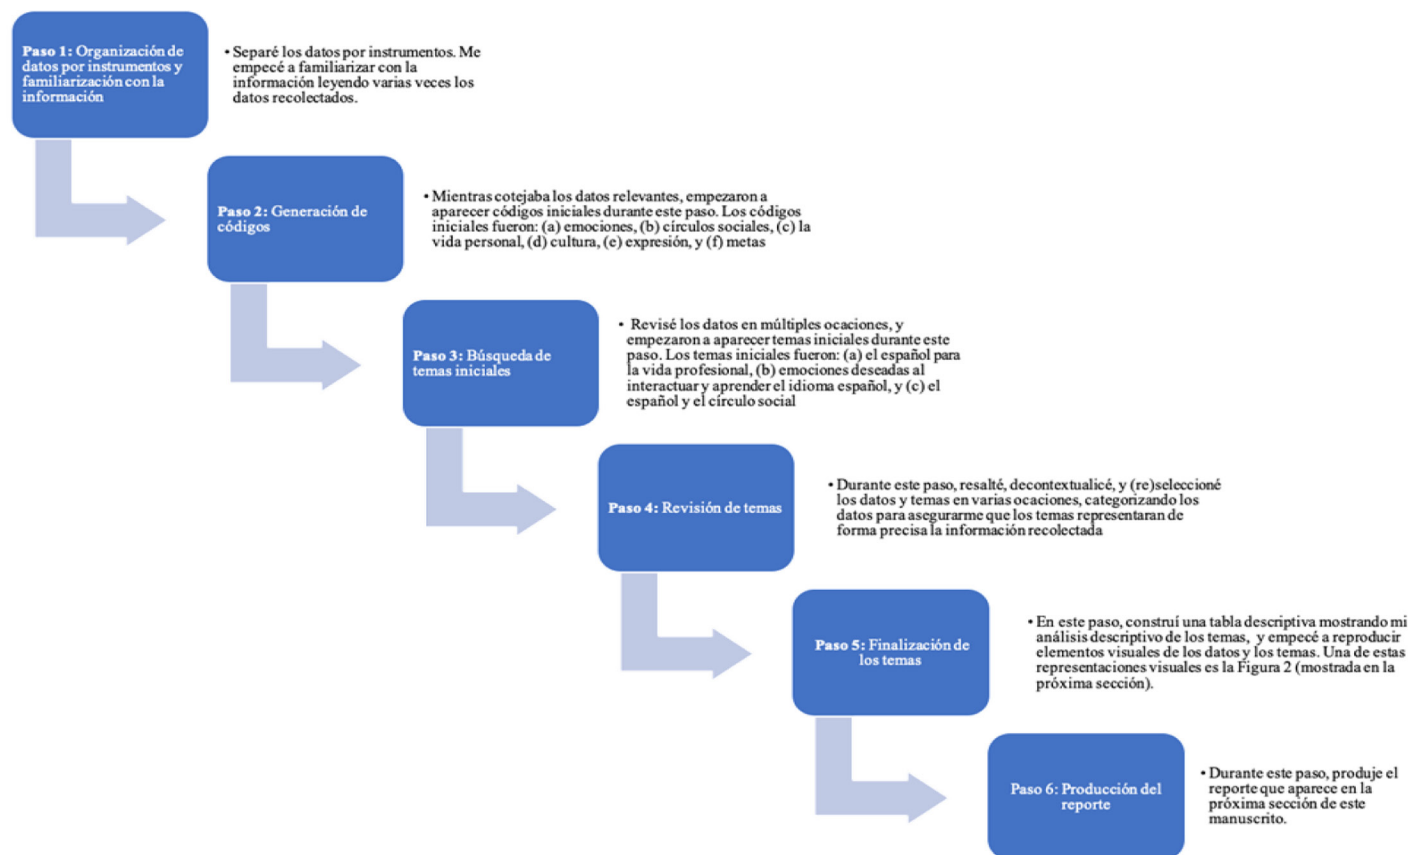 Paso 1: Organización de
datos por instrumentos y
familiarización con la
información
• Separé los datos por instrumentos. Me
empecé a familiarizar con la
información leyendo varias veces los
datos recolectados.
Paso 2: Generación de
códigos
• Mientras cotejaba los datos relevantes, empezaron a
aparecer códigos iniciales durante este paso. Los códigos
iniciales fueron: (a) emociones, (b) círculos sociales, (c) la
vida personal, (d) cultura, (e) expresión, y (f) metas
Paso 3: Búsqueda de
temas iniciales
• Revisé los datos en múltiples ocaciones, y
empezaron a aparecer temas iniciales durante este
paso. Los temas iniciales fueron: (a) el español para
la vida profesional, (b) emociones deseadas al
interactuar y aprender el idioma español, y (c) el
español y el círculo social
Paso 4: Revisión de temas
• Durante este paso, resalté, decontextualicé, y (re)seleccioné
los datos y temas en varias ocaciones, categorizando los
datos para asegurarme que los temas representaran de
forma precisa la información recolectada
Paso 5: Finalización de
los temas
• En este paso, construí una tabla descriptiva mostrando mi
análisis descriptivo de los temas, y empecé a reproducir
elementos visuales de los datos y los temas. Una de estas
representaciones visuales es la Figura 2 (mostrada en la
próxima sección).
Paso 6: Producción del
reporte
• Durante este paso, produje el
reporte que aparece en la
próxima sección de este
manuscrito.